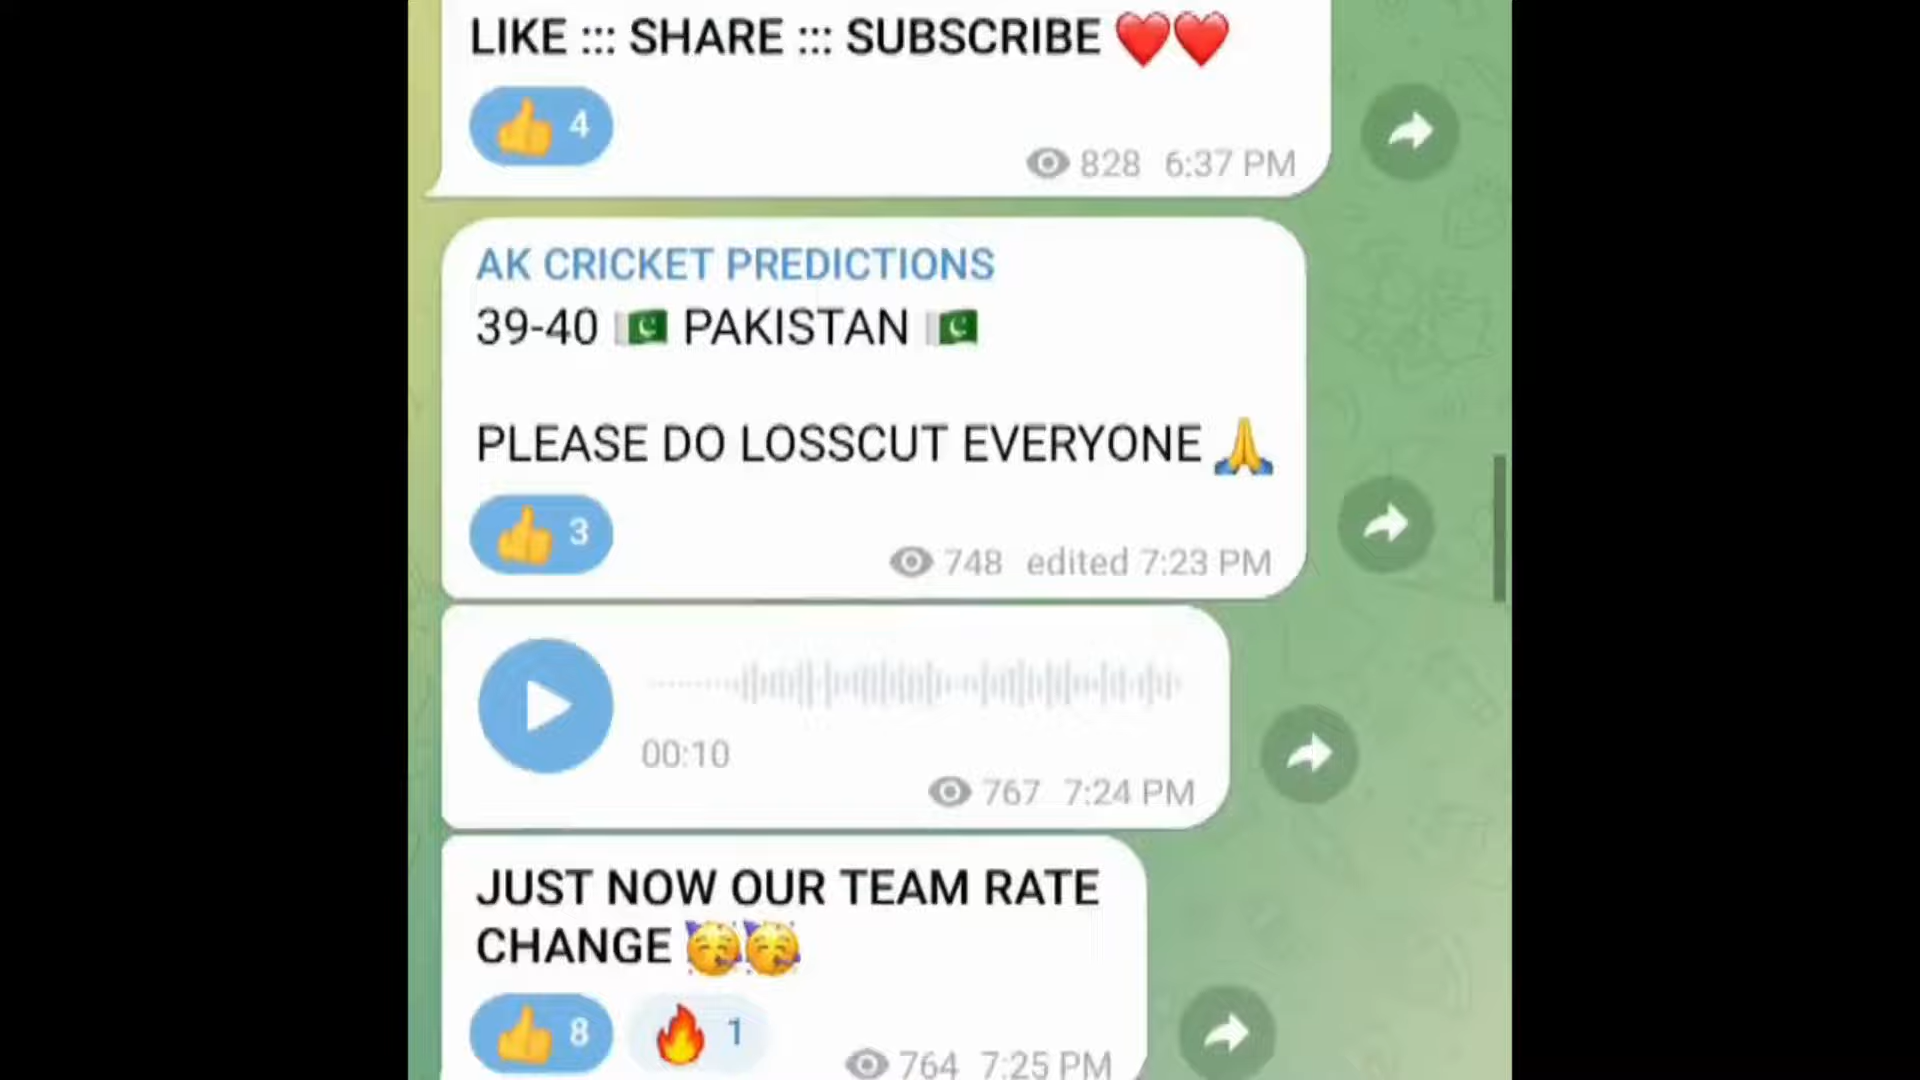 LIKE ::: SHARE ::: SUBSCRIBE ❤️❤️
👍 4
828 6:37 PM
AK CRICKET PREDICTIONS
39-40 🇵🇰 PAKISTAN 🇵🇰
PLEASE DO LOSSCUT EVERYONE 🙏
👍 3
748 edited 7:23 PM
00:10
767 7:24 PM
JUST NOW OUR TEAM RATE
CHANGE 🥳🥳
👍 8 🔥 1
764 7:25 PM